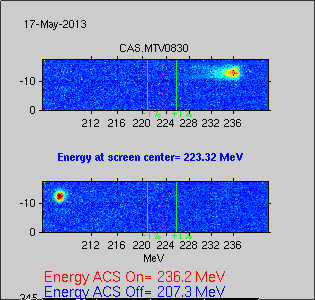 17-May-2013
CAS.MTV0830
-10
0
212 216 220 224 228 232 236
Energy at screen center= 223.32 MeV
-10
0
212 216 220 224 228 232 236
MeV
Energy ACS On= 236.2 MeV
Energy ACS Off= 207.3 MeV
345